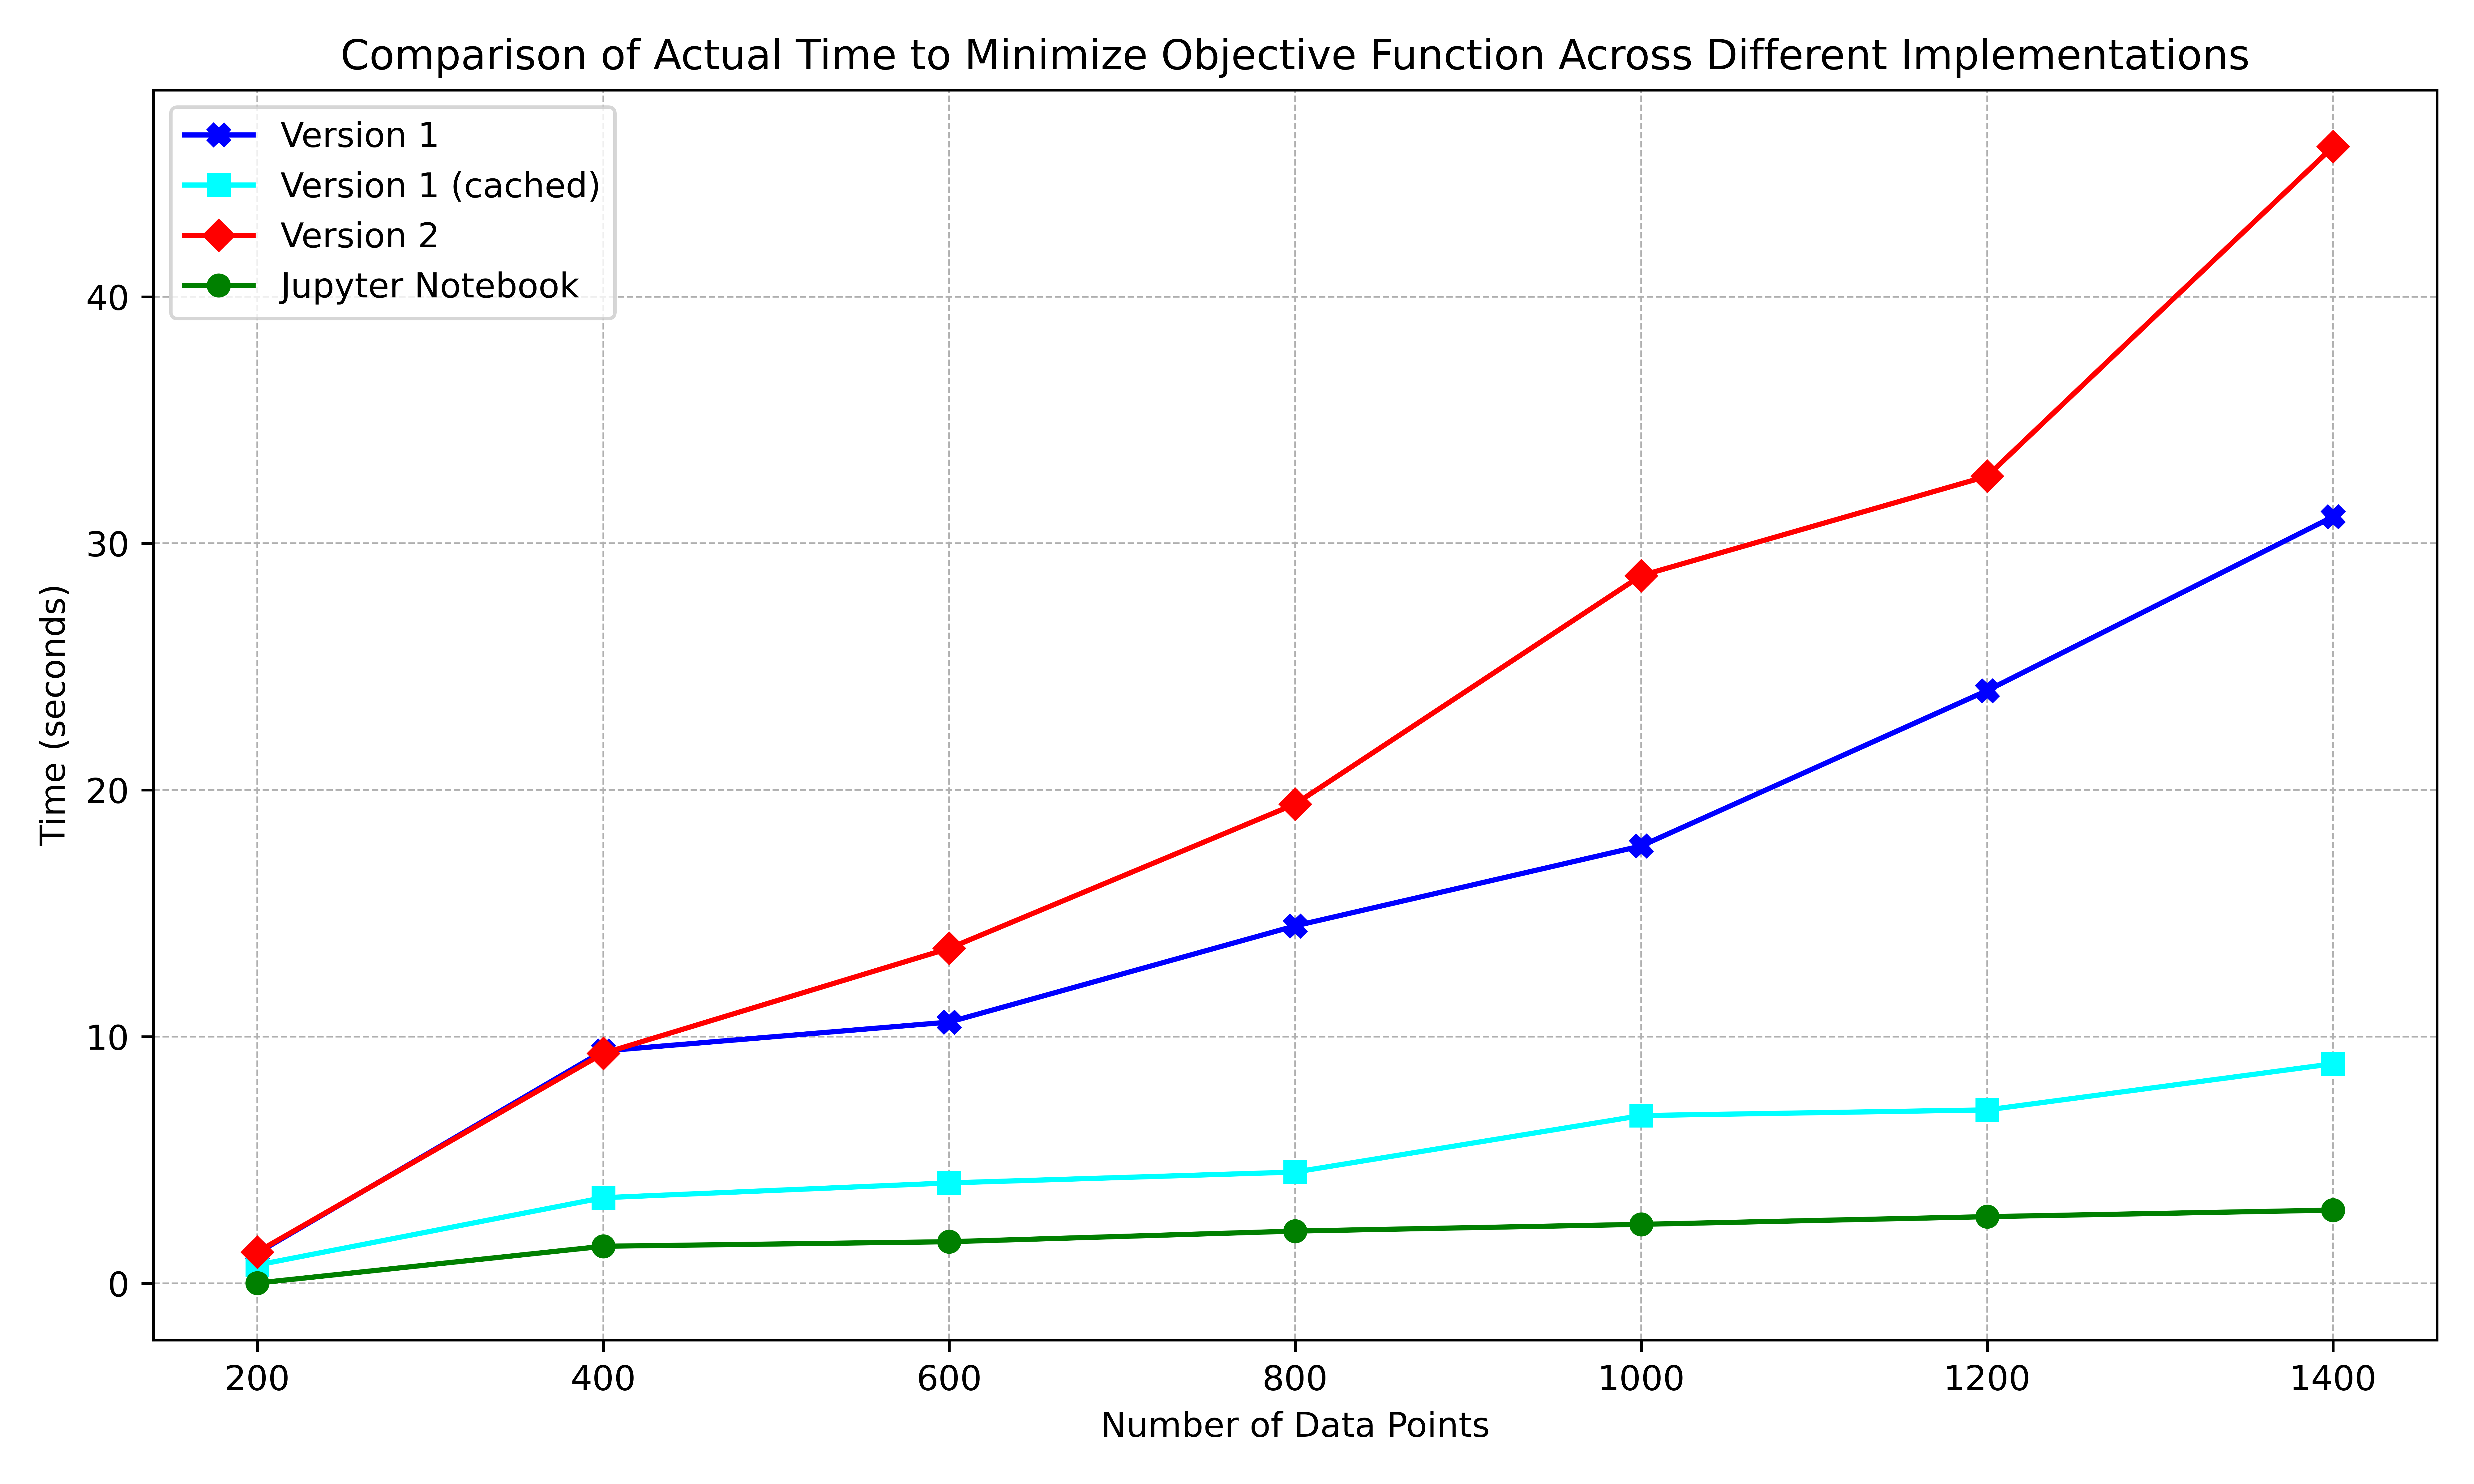 Comparison of Actual Time to Minimize Objective Function Across Different Implementations
Version 1
Version 1 (cached)
Version 2
Jupyter Notebook
Time (seconds)
40
30
20
10
0
200 400 600 800 1000 1200 1400
Number of Data Points